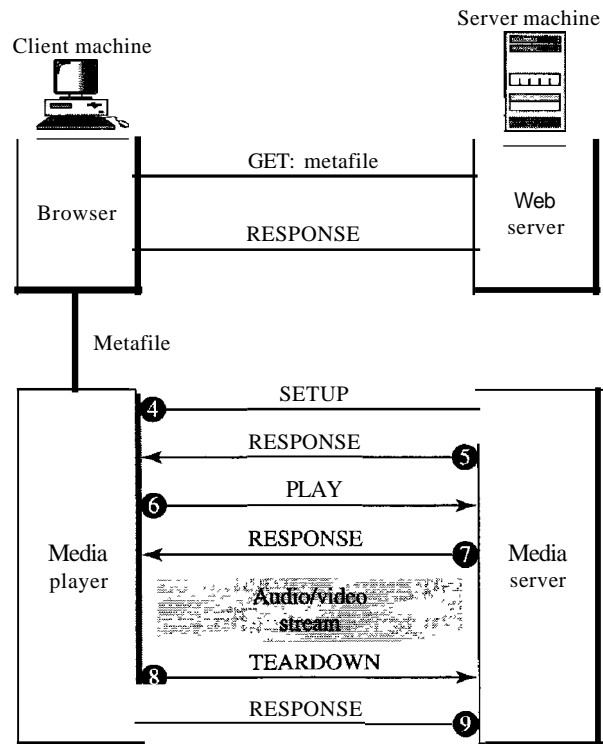 Server machine
Client machine
GET: metafile
Browser
Web
server
RESPONSE
Metafile
SETUP
4
RESPONSE
5
PLAY
6
RESPONSE
7
Media
player
Media
server
Audio/video
stream
TEARDOWN
8
RESPONSE
9